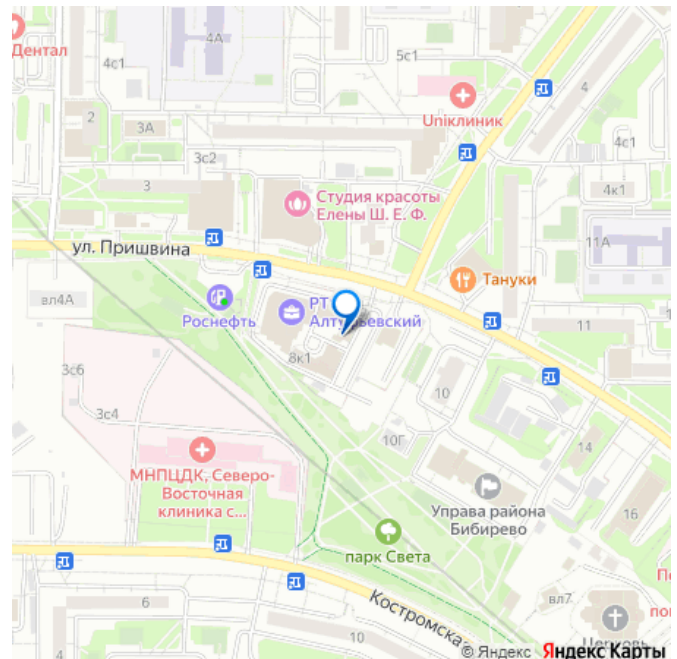 Дентал
4А
5с1
2
3А
Uniклиник
4
4с1
3с2
3
4к1
Студия красоты
Елены Ш. Е. Ф.
11А
ул. Пришвина
Тануки
вл4А
Роснефть
РТ
Алтуфьевский
11
8к1
3с6
10
3с4
10Г
14
МНПЦДК, Северо-
Восточная
клиника с...
Управа района
Бибирево
16
парк Света
вл7
6
Костромская
10
Церковь
© Яндекс Яндекс Карты